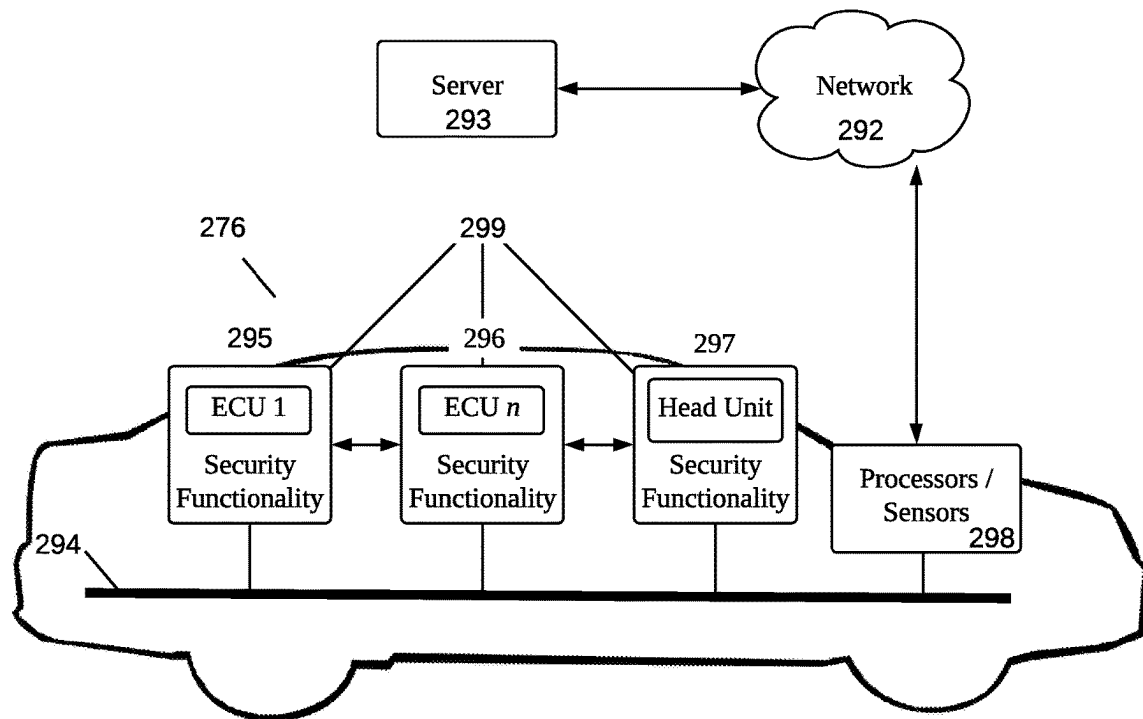 Server
293
Network
292
276
299
295
296
297
ECU 1
Security
Functionality
ECU n
Security
Functionality
Head Unit
Security
Functionality
Processors /
Sensors
298
294